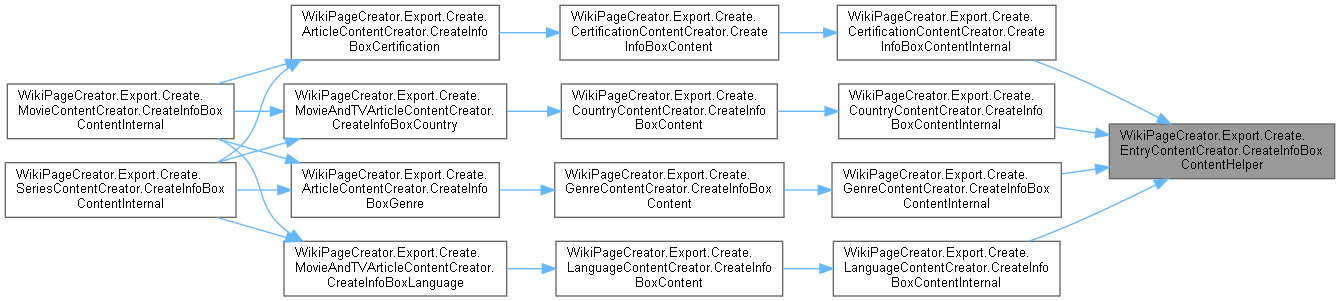 WikiPageCreator.Export.Create.
ArticleContentCreator.CreateInfo
BoxCertification
WikiPageCreator.Export.Create.
CertificationContentCreator.Create
InfoBoxContent
WikiPageCreator.Export.Create.
CertificationContentCreator.Create
InfoBoxContentInternal
WikiPageCreator.Export.Create.
MovieContentCreator.CreateInfoBox
ContentInternal
WikiPageCreator.Export.Create.
MovieAndTVArticleContentCreator.
CreateInfoBoxCountry
WikiPageCreator.Export.Create.
CountryContentCreator.CreateInfo
BoxContent
WikiPageCreator.Export.Create.
CountryContentCreator.CreateInfo
BoxContentInternal
WikiPageCreator.Export.Create.
EntryContentCreator.CreateInfoBox
ContentHelper
WikiPageCreator.Export.Create.
SeriesContentCreator.CreateInfoBox
ContentInternal
WikiPageCreator.Export.Create.
ArticleContentCreator.CreateInfo
BoxGenre
WikiPageCreator.Export.Create.
GenreContentCreator.CreateInfoBox
Content
WikiPageCreator.Export.Create.
GenreContentCreator.CreateInfoBox
ContentInternal
WikiPageCreator.Export.Create.
MovieAndTVArticleContentCreator.
CreateInfoBoxLanguage
WikiPageCreator.Export.Create.
LanguageContentCreator.CreateInfo
BoxContent
WikiPageCreator.Export.Create.
LanguageContentCreator.CreateInfo
BoxContentInternal